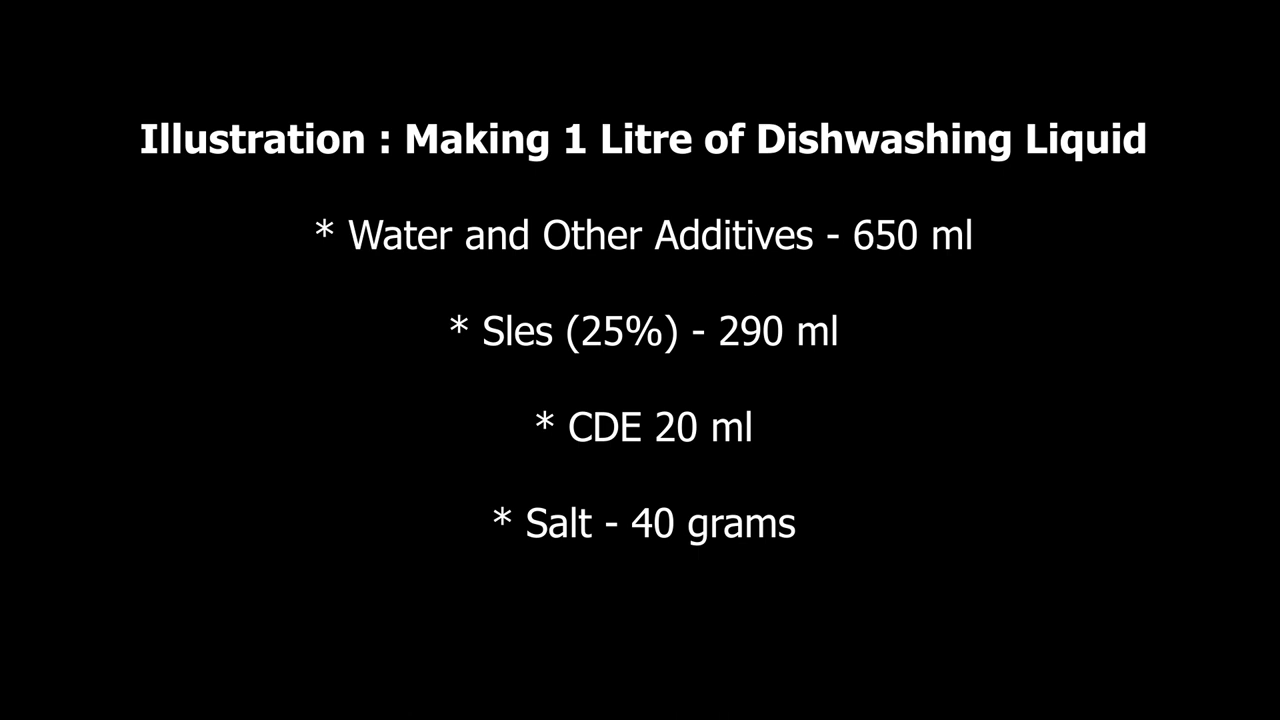 Illustration : Making 1 Litre of Dishwashing Liquid
* Water and Other Additives - 650 ml
* Sles (25%) - 290 ml
* CDE 20 ml
* Salt - 40 grams